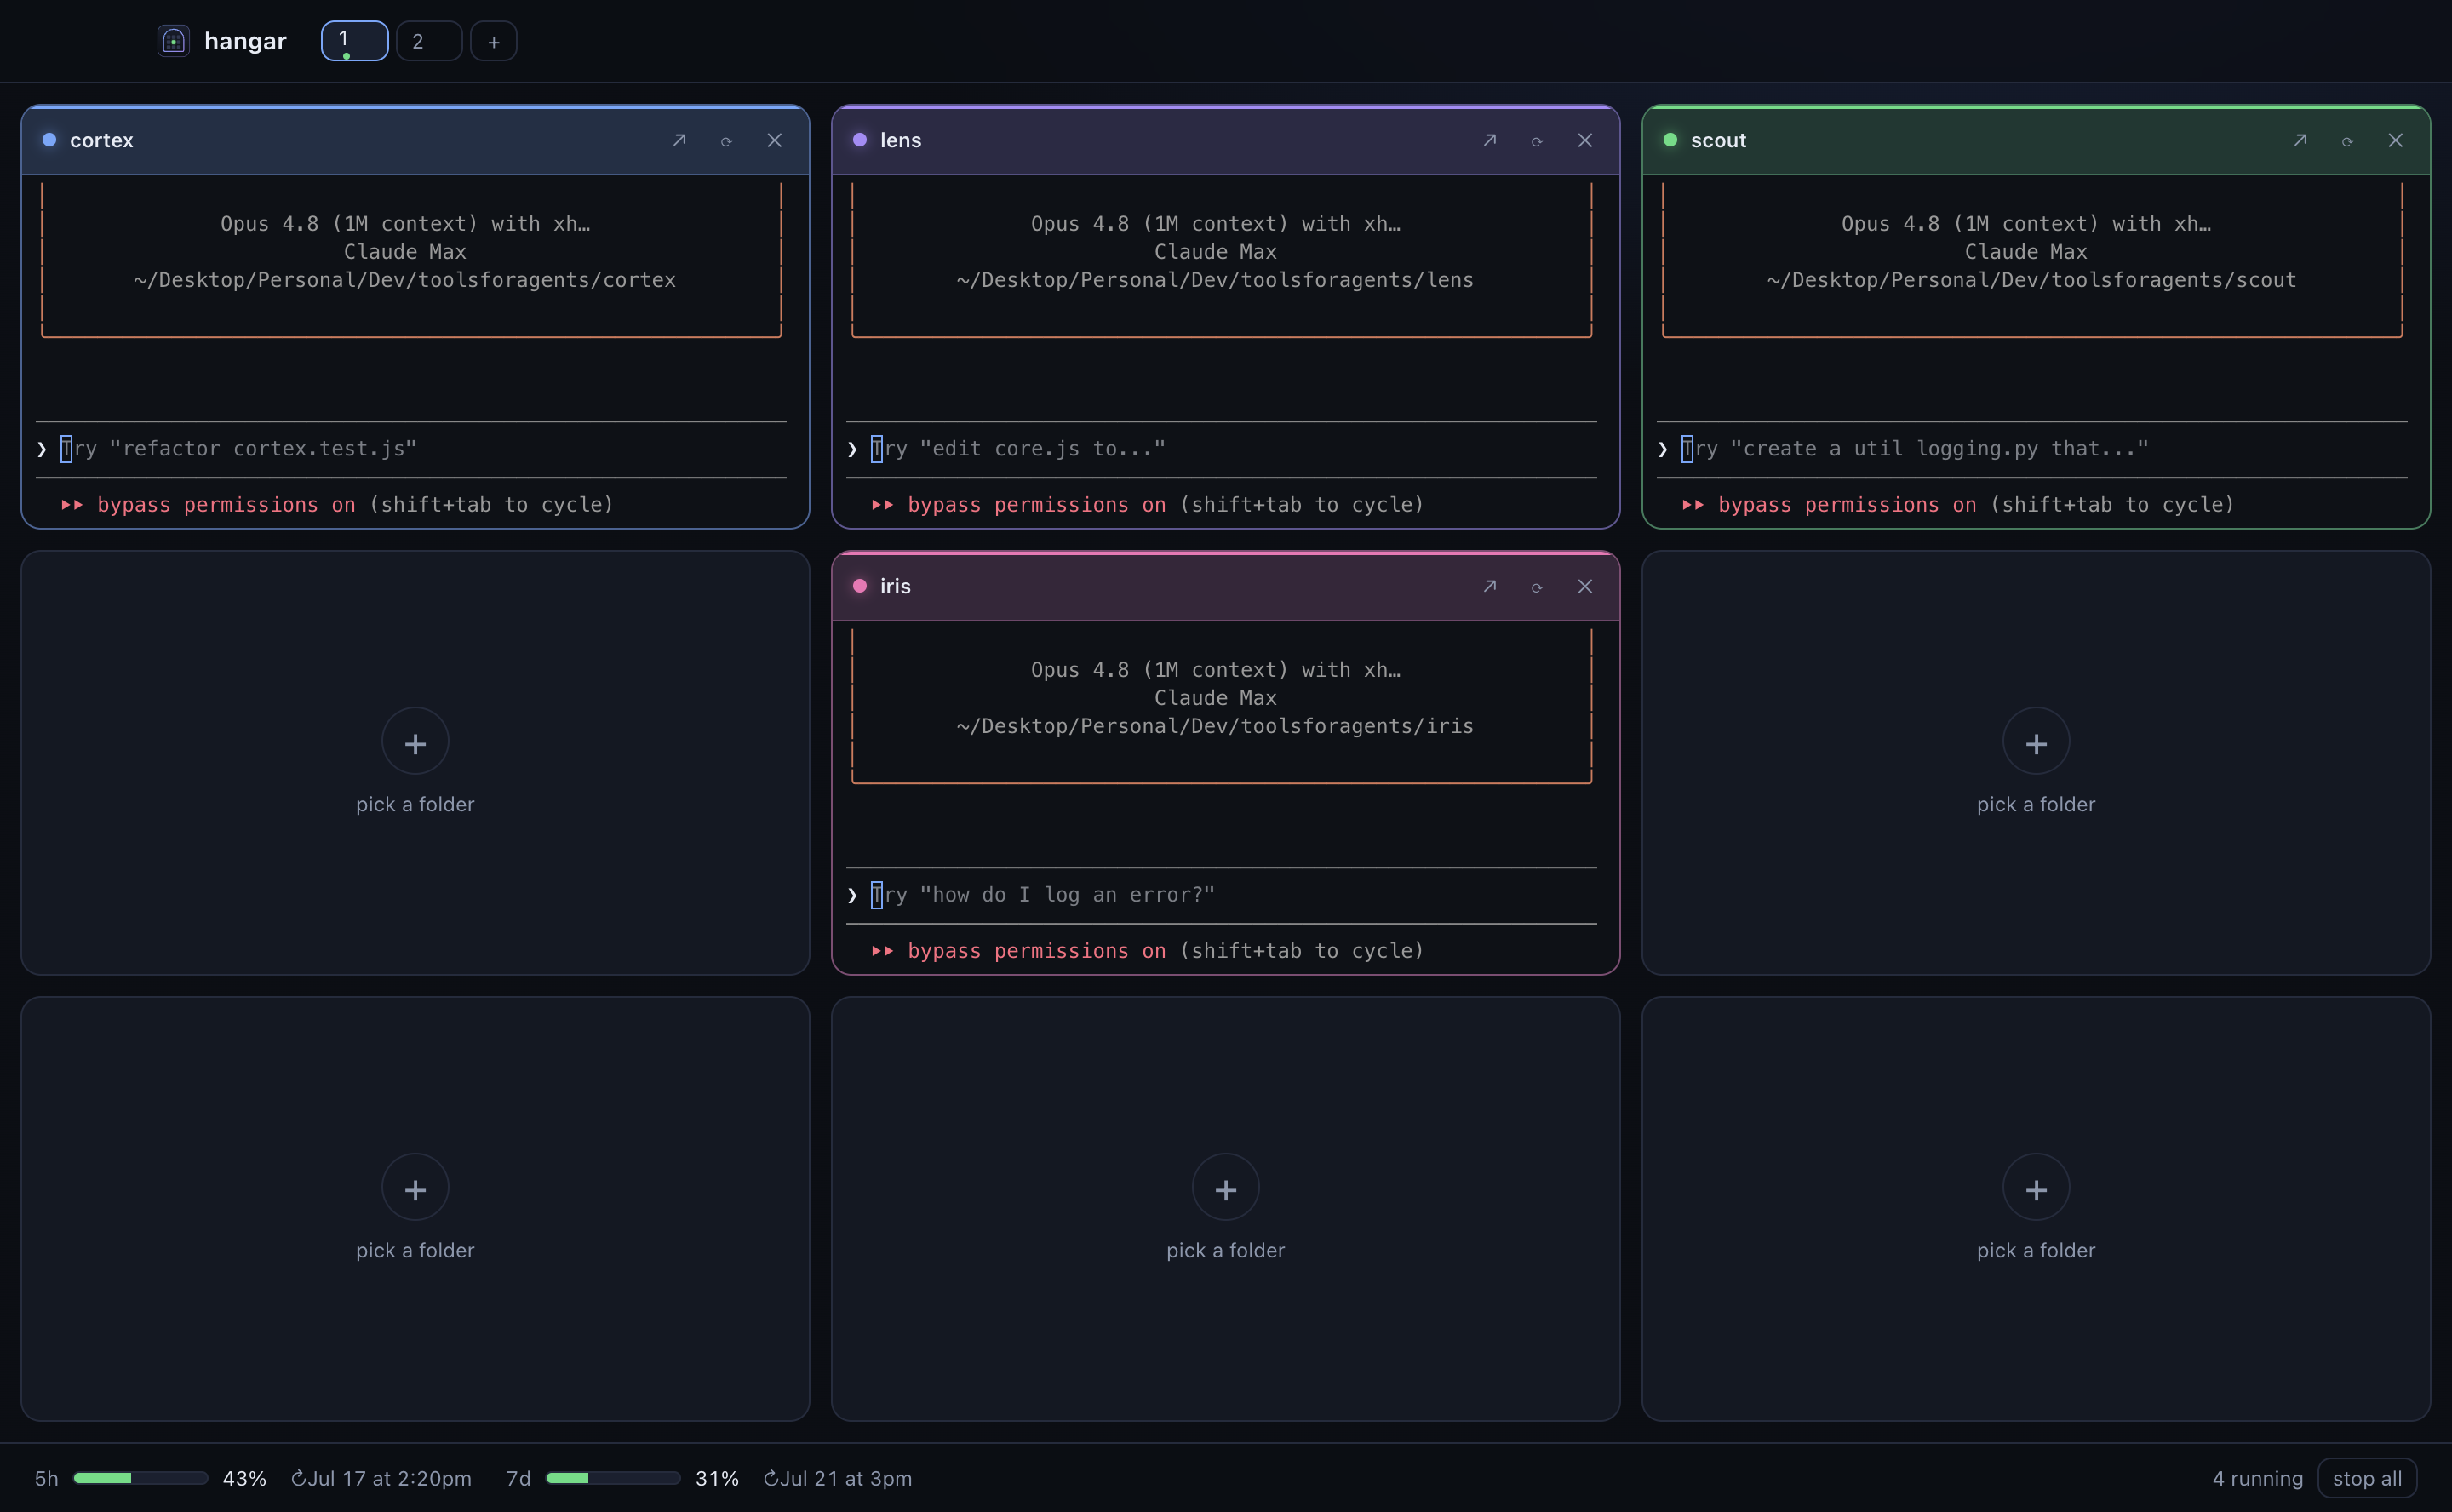 hangar
1
2
+
cortex
Opus 4.8 (1M context) with xh…
Claude Max
~/Desktop/Personal/Dev/toolsforagents/cortex
❯ Try "refactor cortex.test.js"
⏵⏵ bypass permissions on (shift+tab to cycle)
lens
Opus 4.8 (1M context) with xh…
Claude Max
~/Desktop/Personal/Dev/toolsforagents/lens
❯ Try "edit core.js to..."
⏵⏵ bypass permissions on (shift+tab to cycle)
scout
Opus 4.8 (1M context) with xh…
Claude Max
~/Desktop/Personal/Dev/toolsforagents/scout
❯ Try "create a util logging.py that..."
⏵⏵ bypass permissions on (shift+tab to cycle)
+
pick a folder
iris
Opus 4.8 (1M context) with xh…
Claude Max
~/Desktop/Personal/Dev/toolsforagents/iris
❯ Try "how do I log an error?"
⏵⏵ bypass permissions on (shift+tab to cycle)
+
pick a folder
+
pick a folder
+
pick a folder
+
pick a folder
5h 43% ↻Jul 17 at 2:20pm 7d 31% ↻Jul 21 at 3pm
4 running stop all